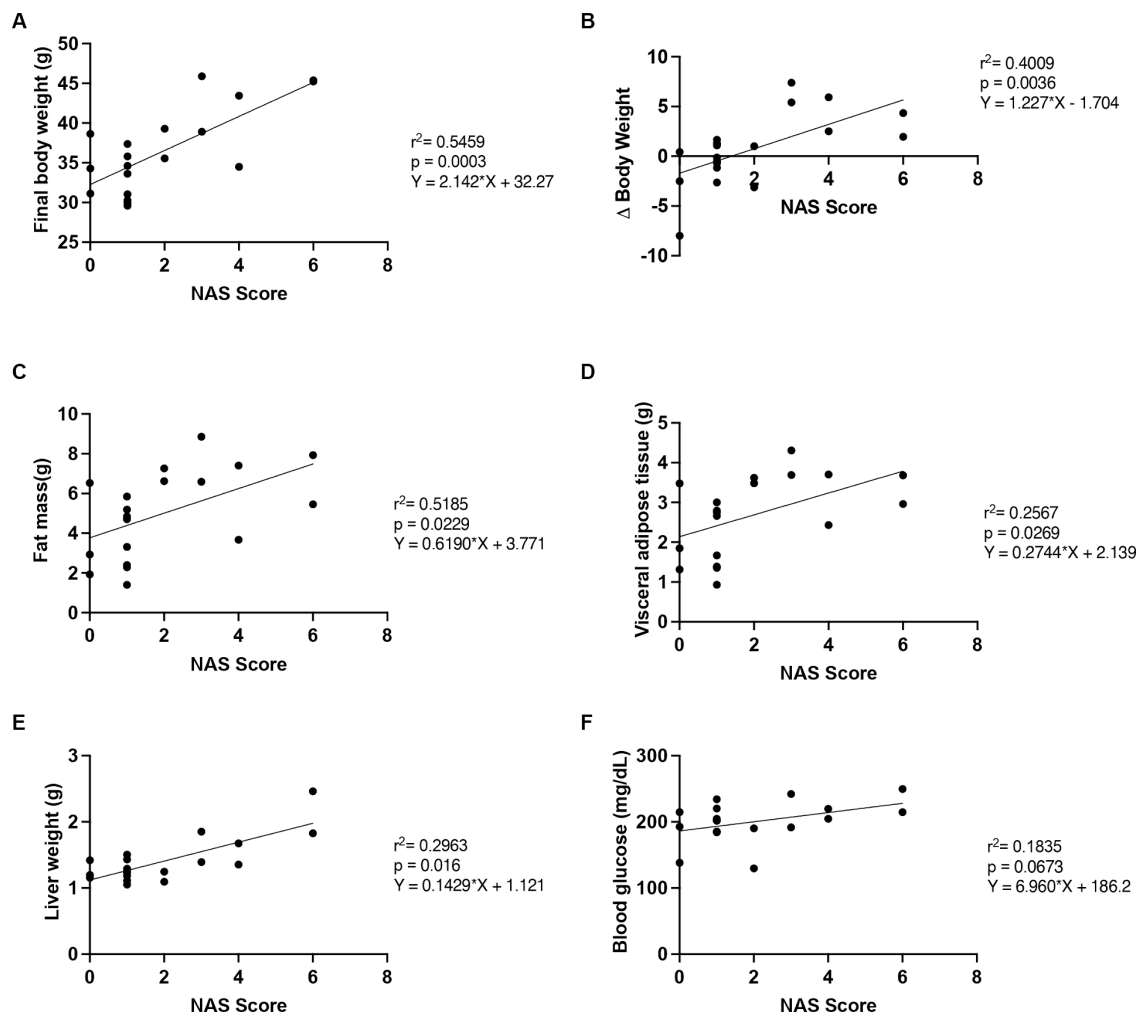 A
Final body weight (g)
50
45
40
35
30
25
0
2
4
6
8
NAS Score
r²= 0.5459
p = 0.0003
Y = 2.142*X + 32.27
B
Δ Body Weight
10
5
0
-5
-10
0
2
4
6
8
NAS Score
r²= 0.4009
p = 0.0036
Y = 1.227*X - 1.704
C
Fat mass(g)
10
8
6
4
2
0
0
2
4
6
8
NAS Score
r²= 0.5185
p = 0.0229
Y = 0.6190*X + 3.771
D
Visceral adipose tissue (g)
5
4
3
2
1
0
0
2
4
6
8
NAS Score
r²= 0.2567
p = 0.0269
Y = 0.2744*X + 2.139
E
Liver weight (g)
3
2
1
0
0
2
4
6
8
NAS Score
r²= 0.2963
p = 0.016
Y = 0.1429*X + 1.121
F
Blood glucose (mg/dL)
300
200
100
0
0
2
4
6
8
NAS Score
r²= 0.1835
p = 0.0673
Y = 6.960*X + 186.2